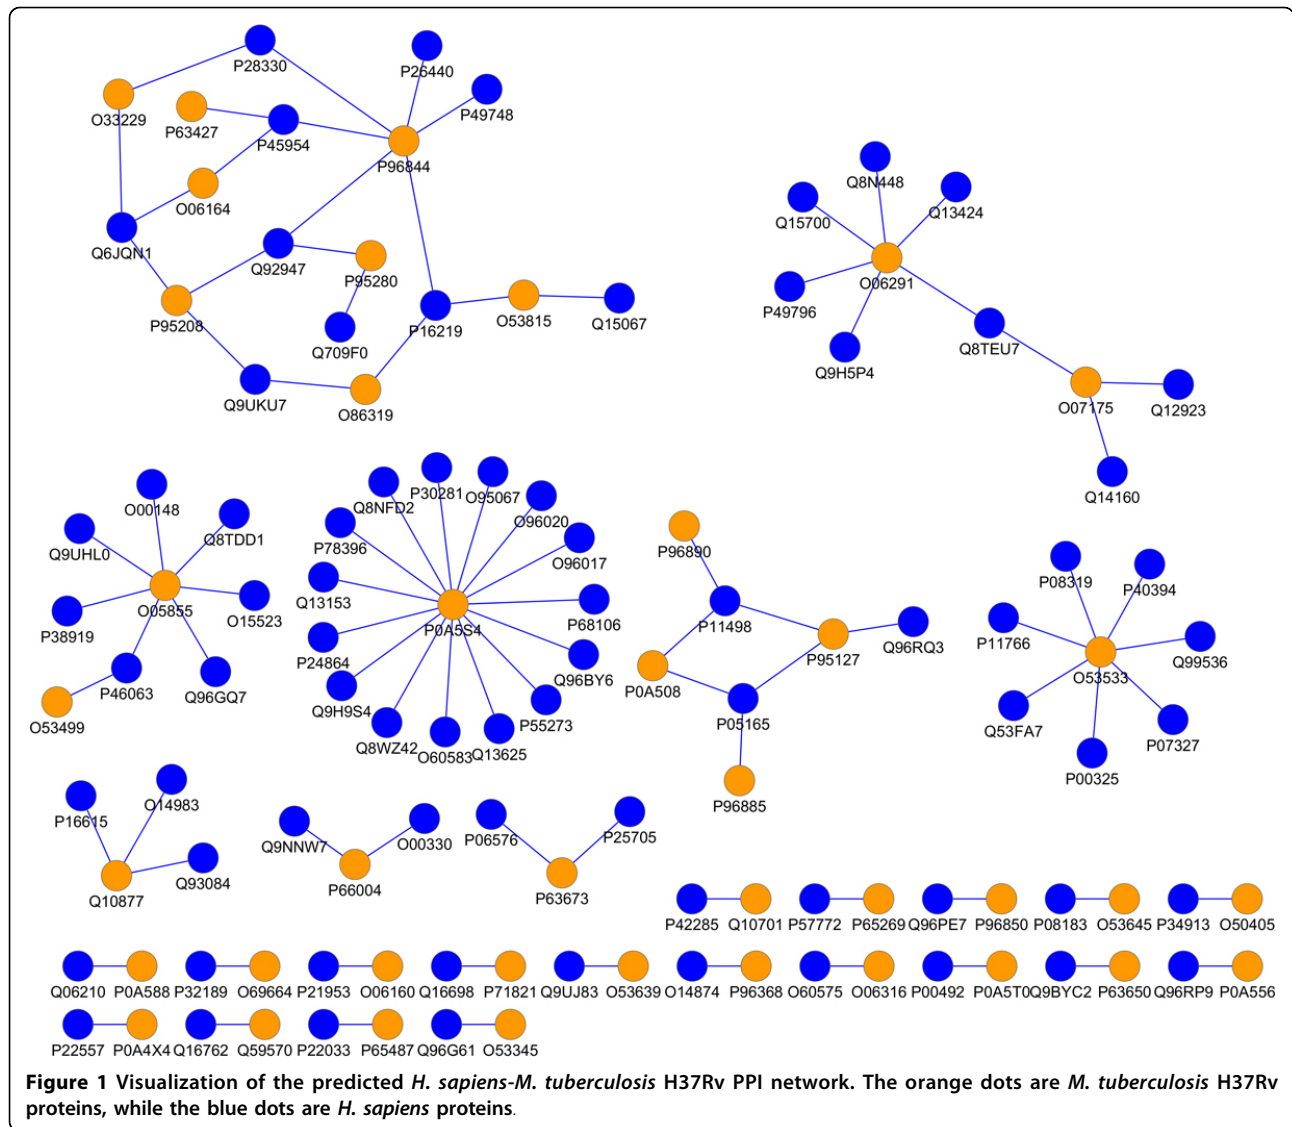 P28330
P26440
P49748
O33229
P63427
P45954
P96844
O06164
Q6JQN1
Q92947
P95280
P95208
Q709F0
P16219
O53815
Q15067
Q9UKU7
O86319
Q8N448
Q13424
Q15700
O06291
P49796
Q8TEU7
Q9H5P4
O07175
Q12923
Q14160
O00148
Q8TDD1
Q9UHL0
O05855
O15523
P38919
P46063
Q96GQ7
O53499
P30281
O95067
Q8NFD2
O96020
P78396
O96017
Q13153
P0A5S4
P68106
P24864
Q96BY6
Q9H9S4
P55273
Q8WZ42
O60583
Q13625
P96890
P11498
P95127
Q96RQ3
P0A508
P05165
P96885
P08319
P40394
P11766
Q99536
O53533
Q53FA7
P07327
P00325
P16615
O14983
Q93084
Q10877
Q9NNW7
O00330
P66004
P06576
P25705
P63673
P42285 Q10701 P57772 P65269 Q96PE7 P96850 P08183 O53645 P34913 O50405
Q06210 P0A588 P32189 O69664 P21953 O06160 Q16698 P71821 Q9UJ83 O53639 O14874 P96368 O60575 O06316 P00492 P0A5T0 Q9BYC2 P63650 Q96RP9 P0A556
P22557 P0A4X4 Q16762 Q59570 P22033 P65487 Q96G61 O53345
Figure 1 Visualization of the predicted H. sapiens-M. tuberculosis H37Rv PPI network. The orange dots are M. tuberculosis H37Rv
proteins, while the blue dots are H. sapiens proteins.